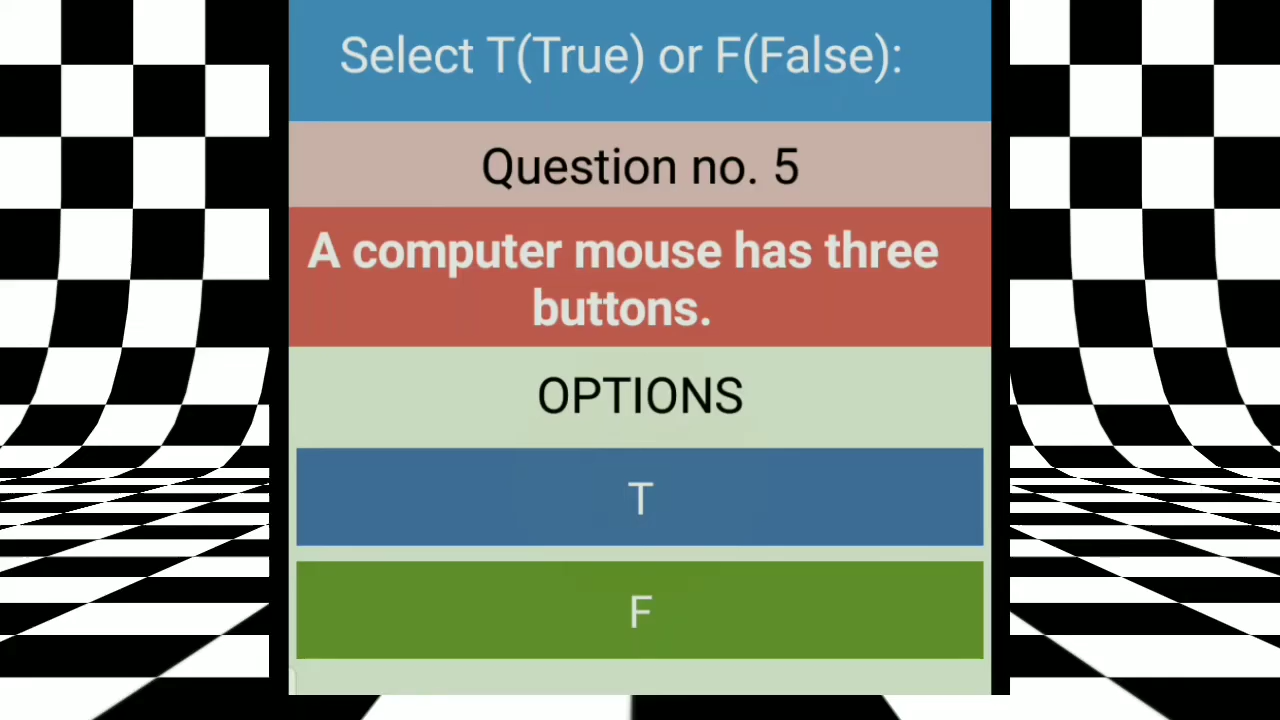 Select T(True) or F(False):
Question no. 5
A computer mouse has three
buttons.
OPTIONS
T
F